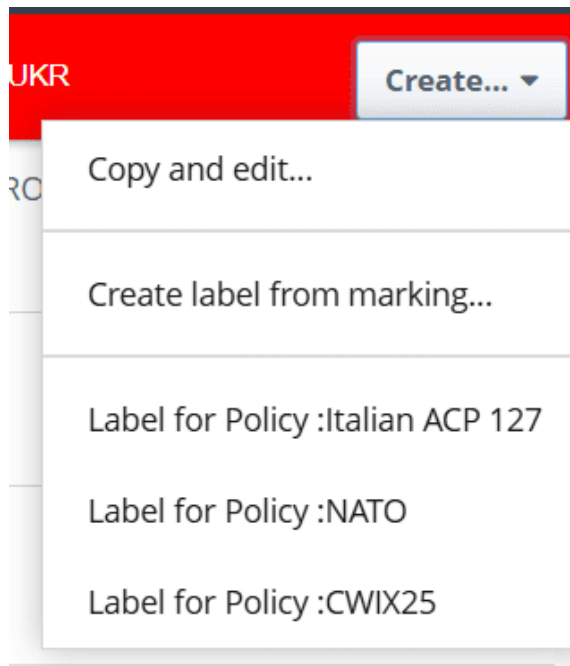 UKR
Create...
Copy and edit...
RO
Create label from marking...
Label for Policy :Italian ACP 127
Label for Policy :NATO
Label for Policy :CWIX25